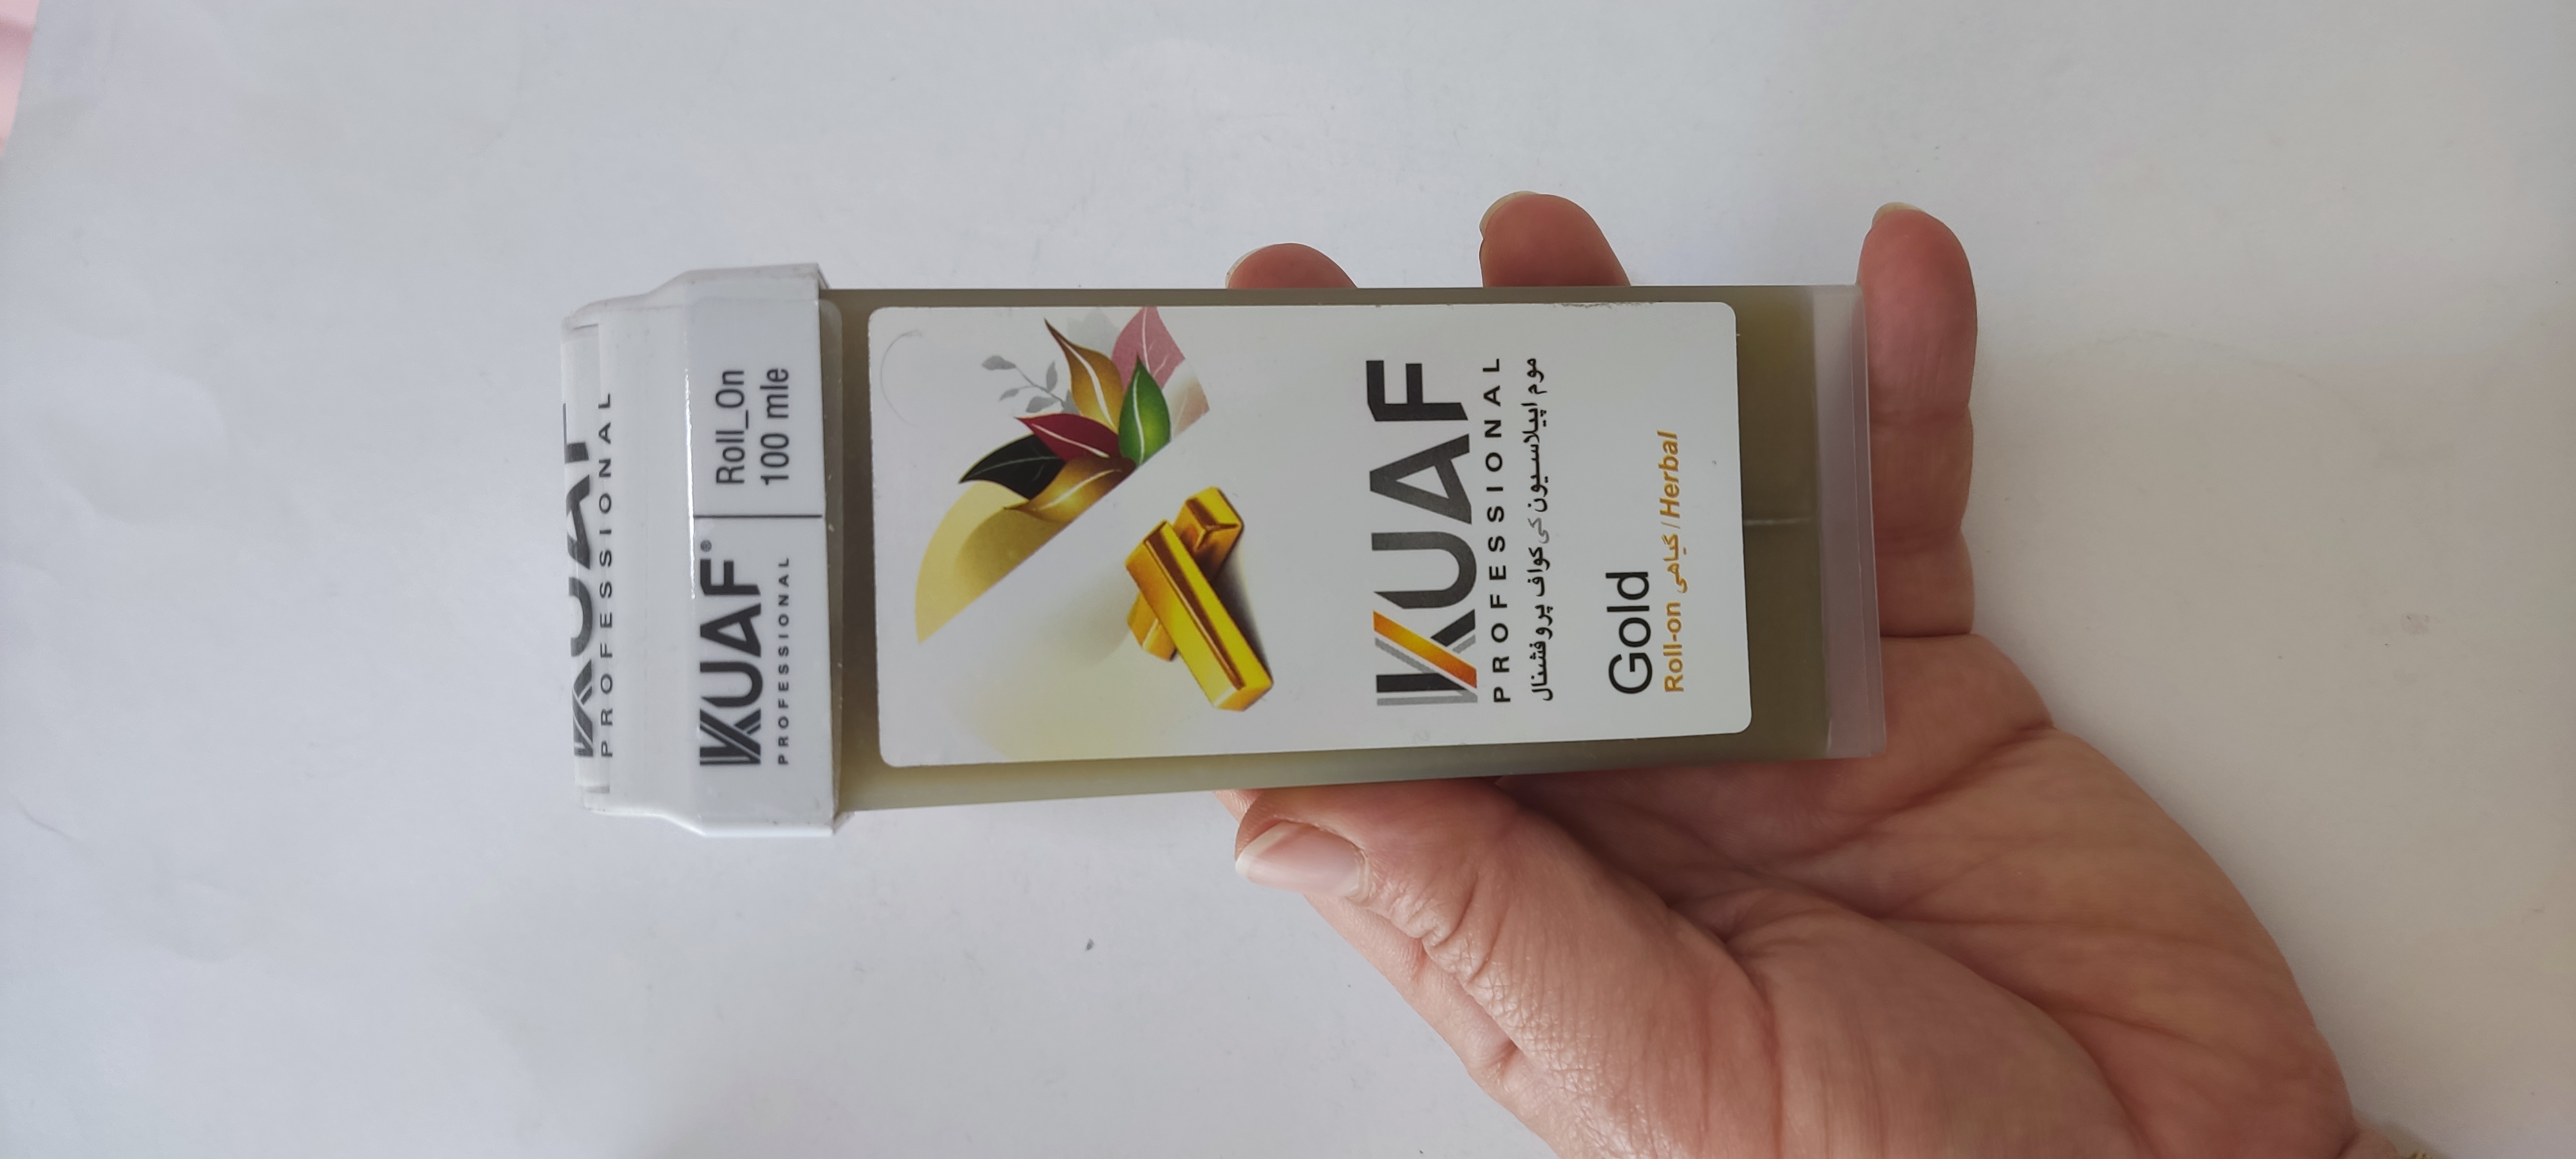 KUAF
PROFESSIONAL
KUAF®
PROFESSIONAL
Roll_On
100 mle
KUAF
PROFESSIONAL
موم اپیلاسیون کی کواف پروفشنال
Gold
Roll-on گیاهی / Herbal